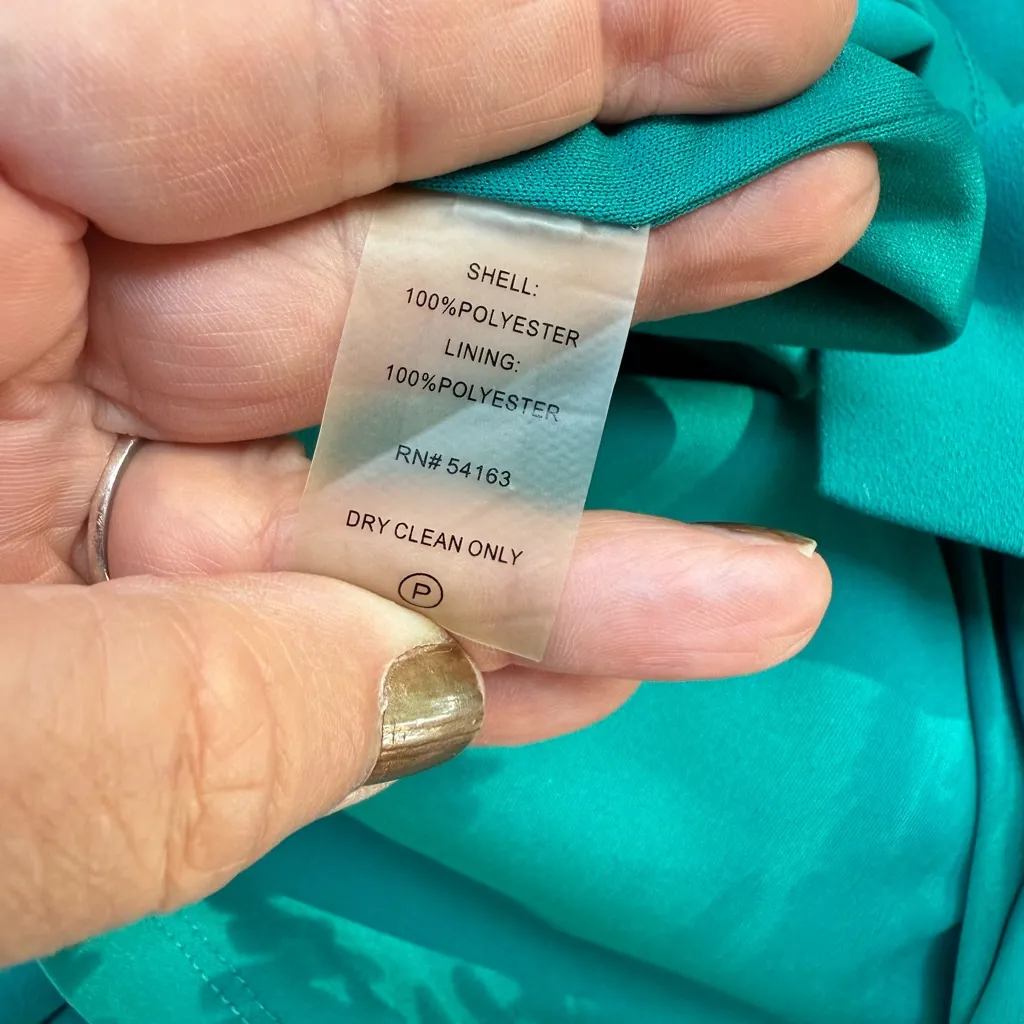 SHELL:
100%POLYESTER
LINING:
100%POLYESTER
RN# 54163
DRY CLEAN ONLY
P